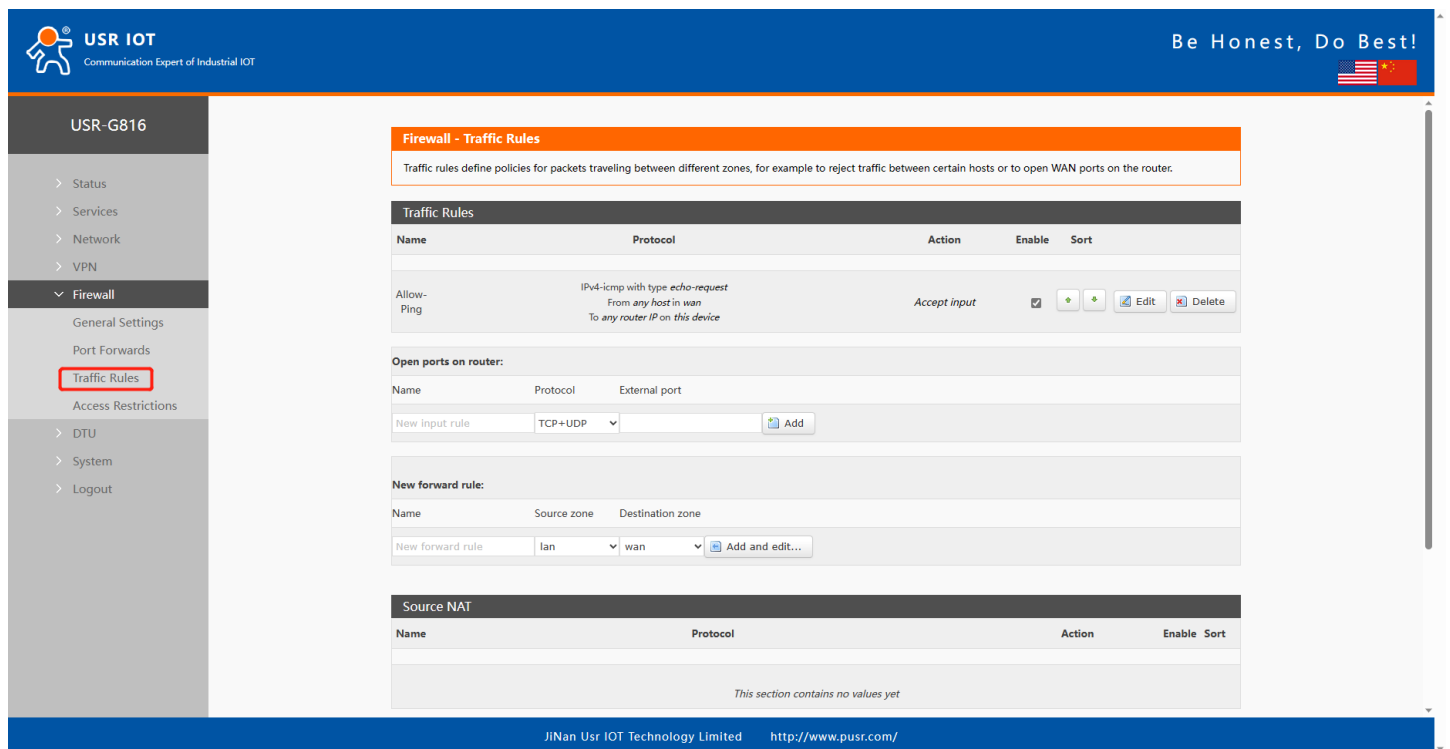 USR IOT
Communication Expert of Industrial IOT
Be Honest, Do Best!
USR-G816
Status
Services
Network
VPN
Firewall
General Settings
Port Forwards
Traffic Rules
Access Restrictions
DTU
System
Logout
Firewall - Traffic Rules
Traffic rules define policies for packets traveling between different zones, for example to reject traffic between certain hosts or to open WAN ports on the router.
Traffic Rules
Name Protocol Action Enable Sort
Allow-
Ping
IPv4-icmp with type echo-request
From any host in wan
To any router IP on this device
Accept input
Edit Delete
Open ports on router:
Name Protocol External port
New input rule TCP+UDP Add
New forward rule:
Name Source zone Destination zone
New forward rule lan wan Add and edit...
Source NAT
Name Protocol Action Enable Sort
This section contains no values yet
JiNan Usr IOT Technology Limited http://www.pusr.com/